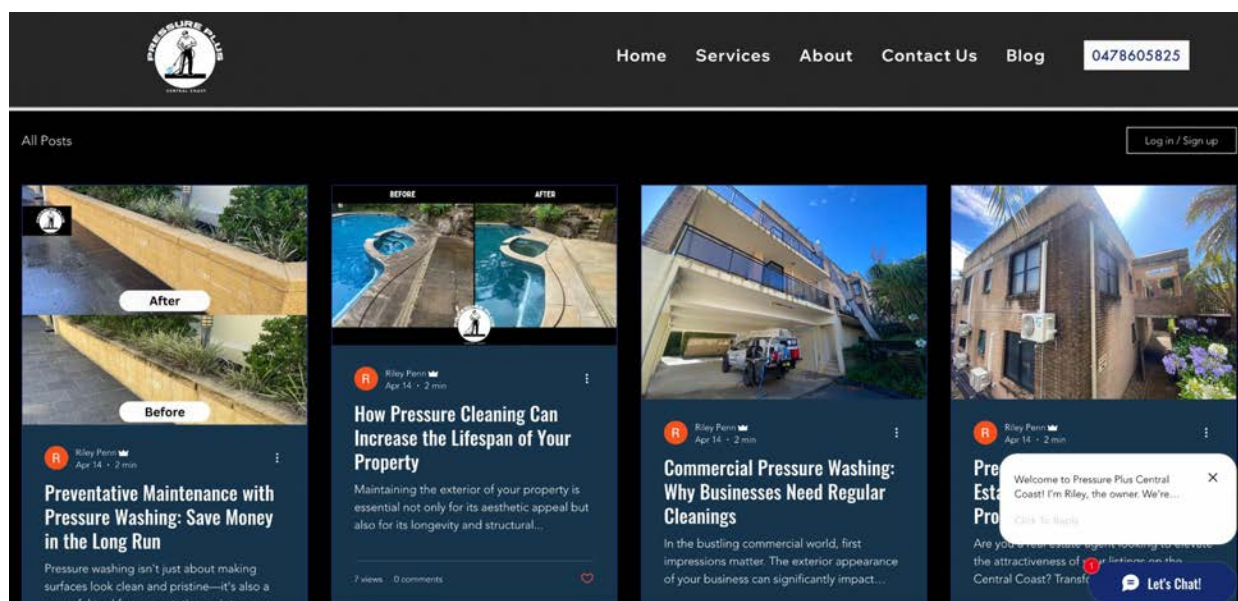 PRESSURE PLUS
CENTRAL COAST
Home Services About Contact Us Blog 0478605825
All Posts
Log in / Sign up
After
Before
Riley Penn
Apr 14 • 2 min
Preventative Maintenance with
Pressure Washing: Save Money
in the Long Run
Pressure washing isn't just about making
surfaces look clean and pristine—it's also a
BEFORE AFTER
Riley Penn
Apr 14 • 2 min
How Pressure Cleaning Can
Increase the Lifespan of Your
Property
Maintaining the exterior of your property is
essential not only for its aesthetic appeal but
also for its longevity and structural...
7 views 0 comments
Riley Penn
Apr 14 • 2 min
Commercial Pressure Washing:
Why Businesses Need Regular
Cleanings
In the bustling commercial world, first
impressions matter. The exterior appearance
of your business can significantly impact...
Riley Penn
Apr 14 • 2 min
Pre
Esta
Pro
Are you a real estate agent looking to elevate
the attractiveness of your listings on the
Central Coast? Transf
Welcome to Pressure Plus Central
Coast! I'm Riley, the owner. We're...
Click To Reply
1
Let's Chat!